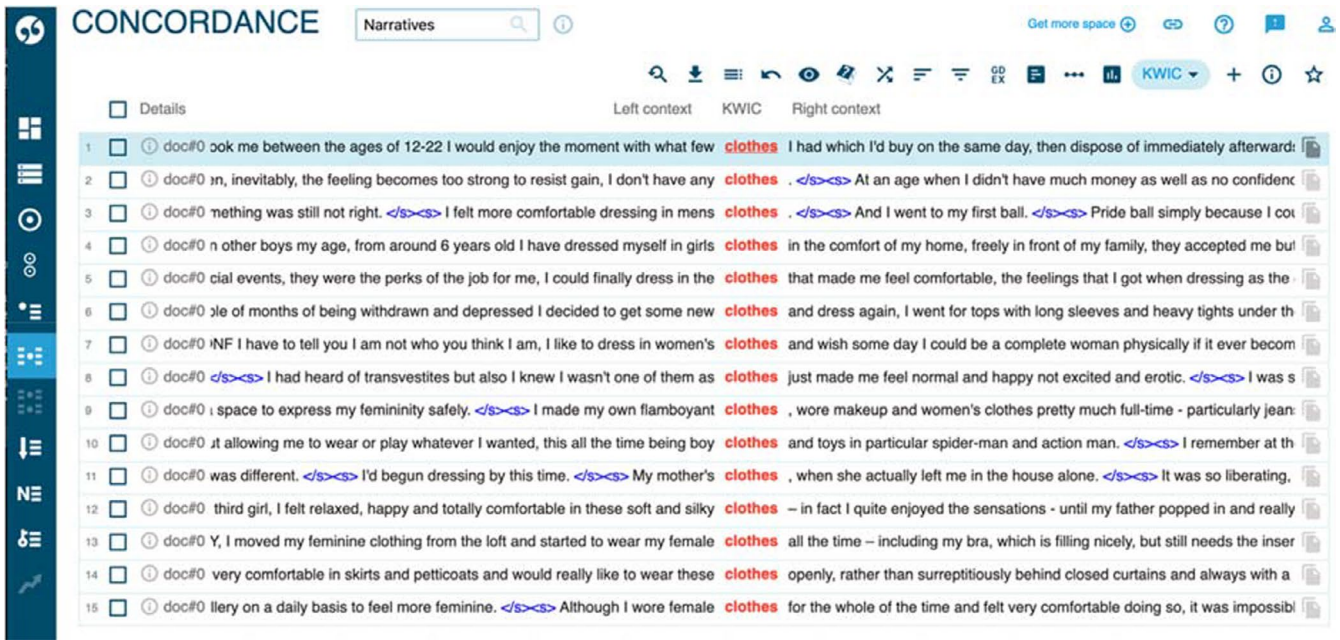 CONCORDANCE Narratives Get more space
KWIC
GD EX
Details Left context KWIC Right context
1 doc#0 ook me between the ages of 12-22 I would enjoy the moment with what few clothes I had which I'd buy on the same day, then dispose of immediately afterwards
2 doc#0 en, inevitably, the feeling becomes too strong to resist gain, I don't have any clothes . </s><s> At an age when I didn't have much money as well as no confidenc
3 doc#0 mething was still not right. </s><s> I felt more comfortable dressing in mens clothes . </s><s> And I went to my first ball. </s><s> Pride ball simply because I cou
4 doc#0 n other boys my age, from around 6 years old I have dressed myself in girls clothes in the comfort of my home, freely in front of my family, they accepted me but
5 doc#0 cial events, they were the perks of the job for me, I could finally dress in the clothes that made me feel comfortable, the feelings that I got when dressing as the
6 doc#0 ple of months of being withdrawn and depressed I decided to get some new clothes and dress again, I went for tops with long sleeves and heavy tights under th
7 doc#0 NF I have to tell you I am not who you think I am, I like to dress in women's clothes and wish some day I could be a complete woman physically if it ever becom
8 doc#0 </s><s> I had heard of transvestites but also I knew I wasn't one of them as clothes just made me feel normal and happy not excited and erotic. </s><s> I was s
9 doc#0 space to express my femininity safely. </s><s> I made my own flamboyant clothes , wore makeup and women's clothes pretty much full-time - particularly jean
10 doc#0 ut allowing me to wear or play whatever I wanted, this all the time being boy clothes and toys in particular spider-man and action man. </s><s> I remember at th
11 doc#0 was different. </s><s> I'd begun dressing by this time. </s><s> My mother's clothes , when she actually left me in the house alone. </s><s> It was so liberating,
12 doc#0 third girl, I felt relaxed, happy and totally comfortable in these soft and silky clothes – in fact I quite enjoyed the sensations - until my father popped in and really
13 doc#0 Y, I moved my feminine clothing from the loft and started to wear my female clothes all the time – including my bra, which is filling nicely, but still needs the inser
14 doc#0 very comfortable in skirts and petticoats and would really like to wear these clothes openly, rather than surreptitiously behind closed curtains and always with a
15 doc#0 llery on a daily basis to feel more feminine. </s><s> Although I wore female clothes for the whole of the time and felt very comfortable doing so, it was impossibl